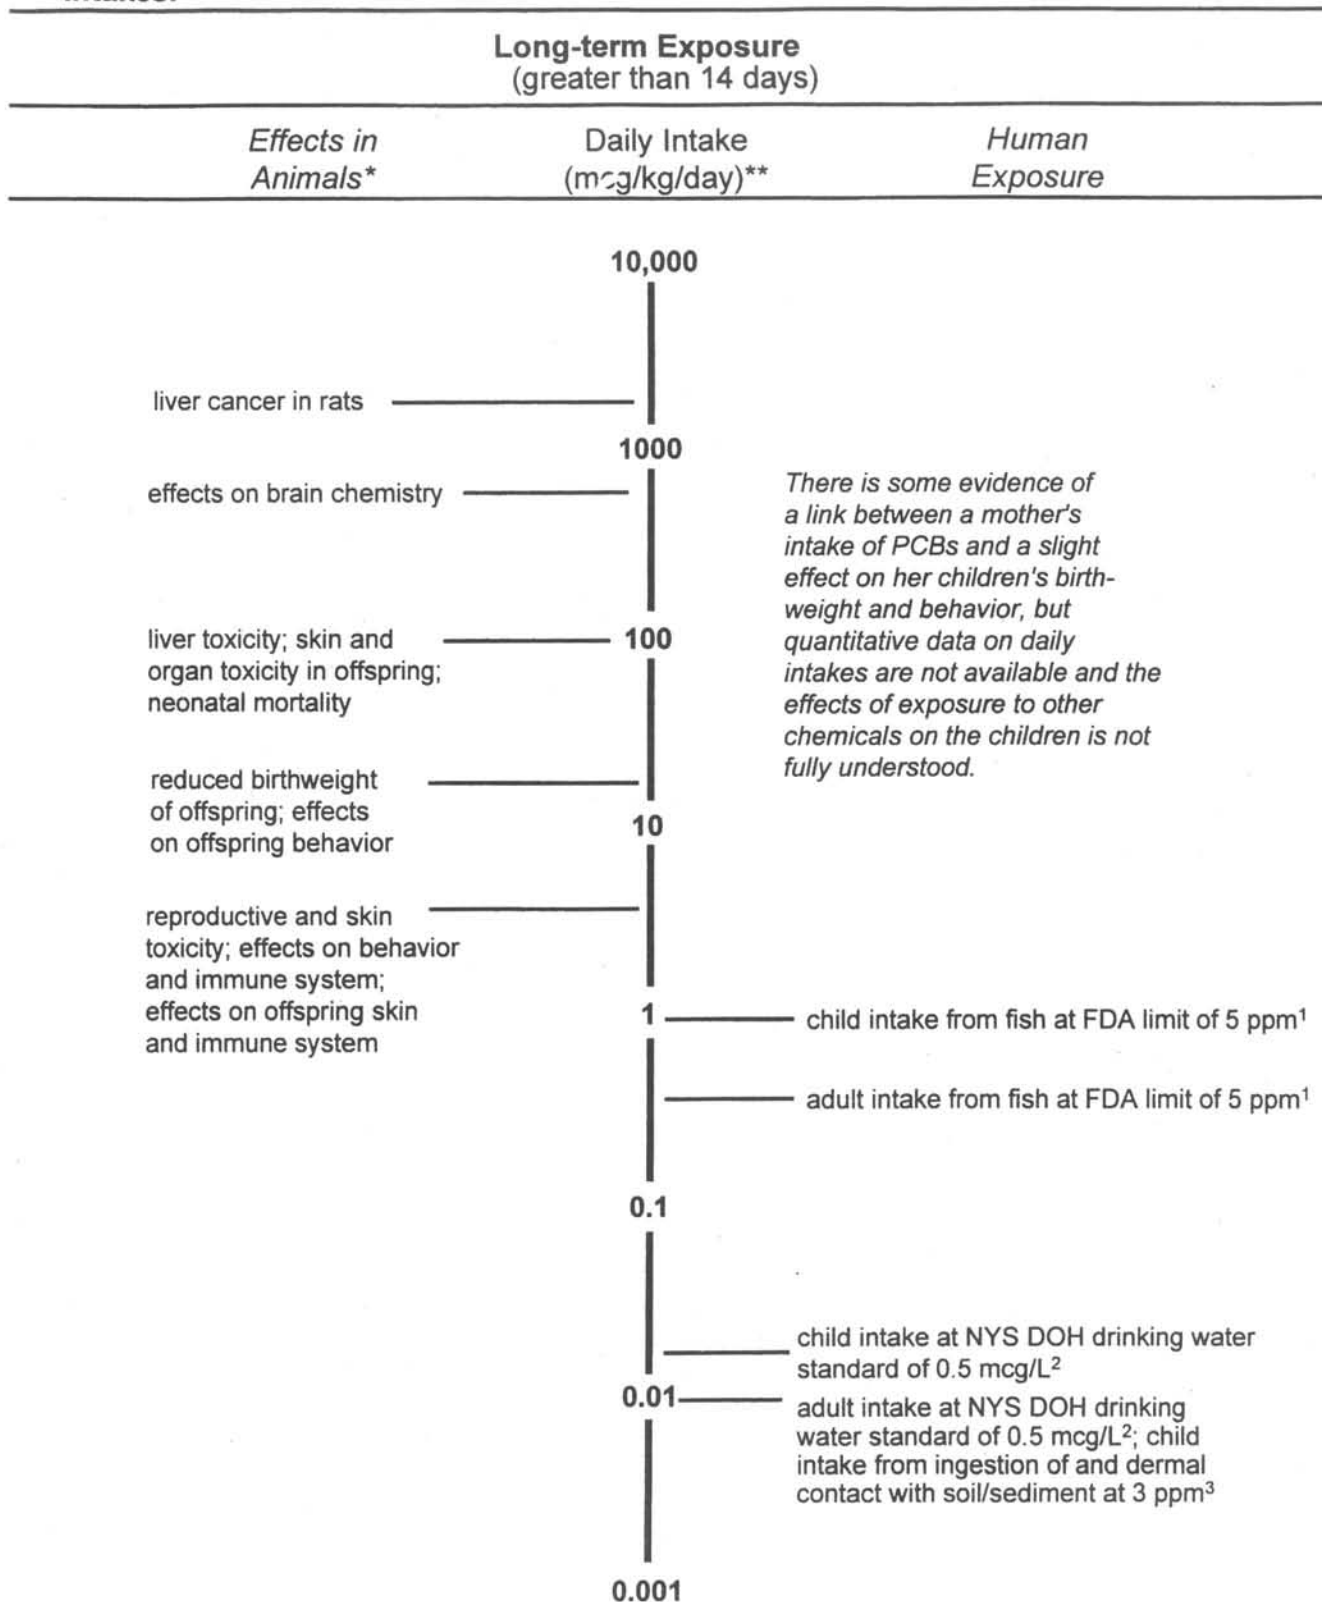 Long-term Exposure
(greater than 14 days)
Effects in
Animals*
Daily Intake
(mcg/kg/day)**
Human
Exposure
10,000
liver cancer in rats
1000
effects on brain chemistry
There is some evidence of
a link between a mother's
intake of PCBs and a slight
effect on her children's birth-
weight and behavior, but
quantitative data on daily
intakes are not available and the
effects of exposure to other
chemicals on the children is not
fully understood.
liver toxicity; skin and
organ toxicity in offspring;
neonatal mortality
100
reduced birthweight
of offspring; effects
on offspring behavior
10
reproductive and skin
toxicity; effects on behavior
and immune system;
effects on offspring skin
and immune system
1
child intake from fish at FDA limit of 5 ppm¹
adult intake from fish at FDA limit of 5 ppm¹
0.1
child intake at NYS DOH drinking water
standard of 0.5 mcg/L²
0.01
adult intake at NYS DOH drinking
water standard of 0.5 mcg/L²; child
intake from ingestion of and dermal
contact with soil/sediment at 3 ppm³
0.001